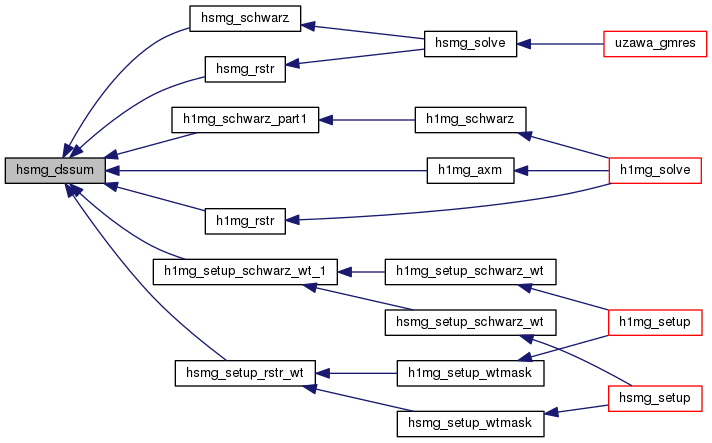 hsmg_schwarz
hsmg_solve
uzawa_gmres
hsmg_rstr
h1mg_schwarz_part1
h1mg_schwarz
hsmg_dssum
h1mg_axm
h1mg_solve
h1mg_rstr
h1mg_setup_schwarz_wt_1
h1mg_setup_schwarz_wt
hsmg_setup_schwarz_wt
h1mg_setup
hsmg_setup_rstr_wt
h1mg_setup_wtmask
hsmg_setup
hsmg_setup_wtmask